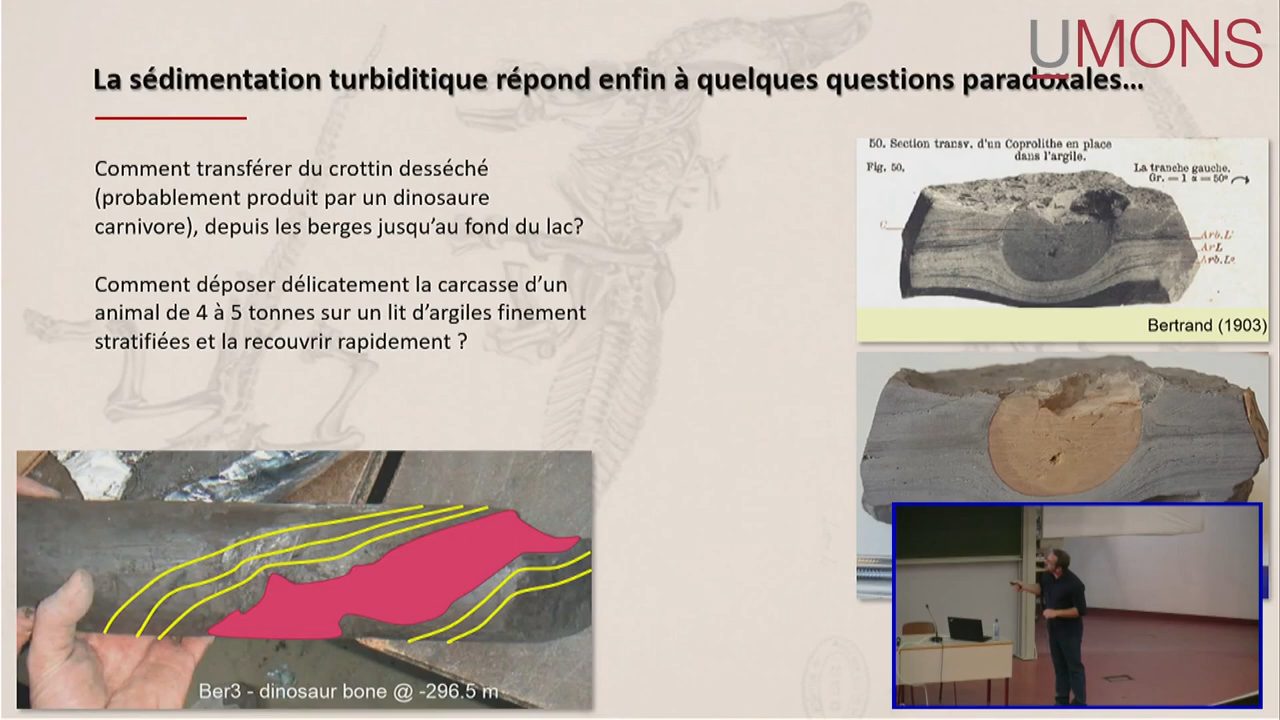 UMONS
La sédimentation turbiditique répond enfin à quelques questions paradoxales...
Comment transférer du crottin desséché
(probablement produit par un dinosaure
carnivore), depuis les berges jusqu'au fond du lac?
Comment déposer délicatement la carcasse d'un
animal de 4 à 5 tonnes sur un lit d'argiles finement
stratifiées et la recouvrir rapidement ?
50. Section transv. d'un Coprolithe en place
dans l'argile.
Fig. 50.
La tranche gauche.
Gr. = 1 α = 50°
C
Arb.L'
Ar.L
Arb.L
Bertrand (1903)
Ber3 - dinosaur bone @ -296.5 m